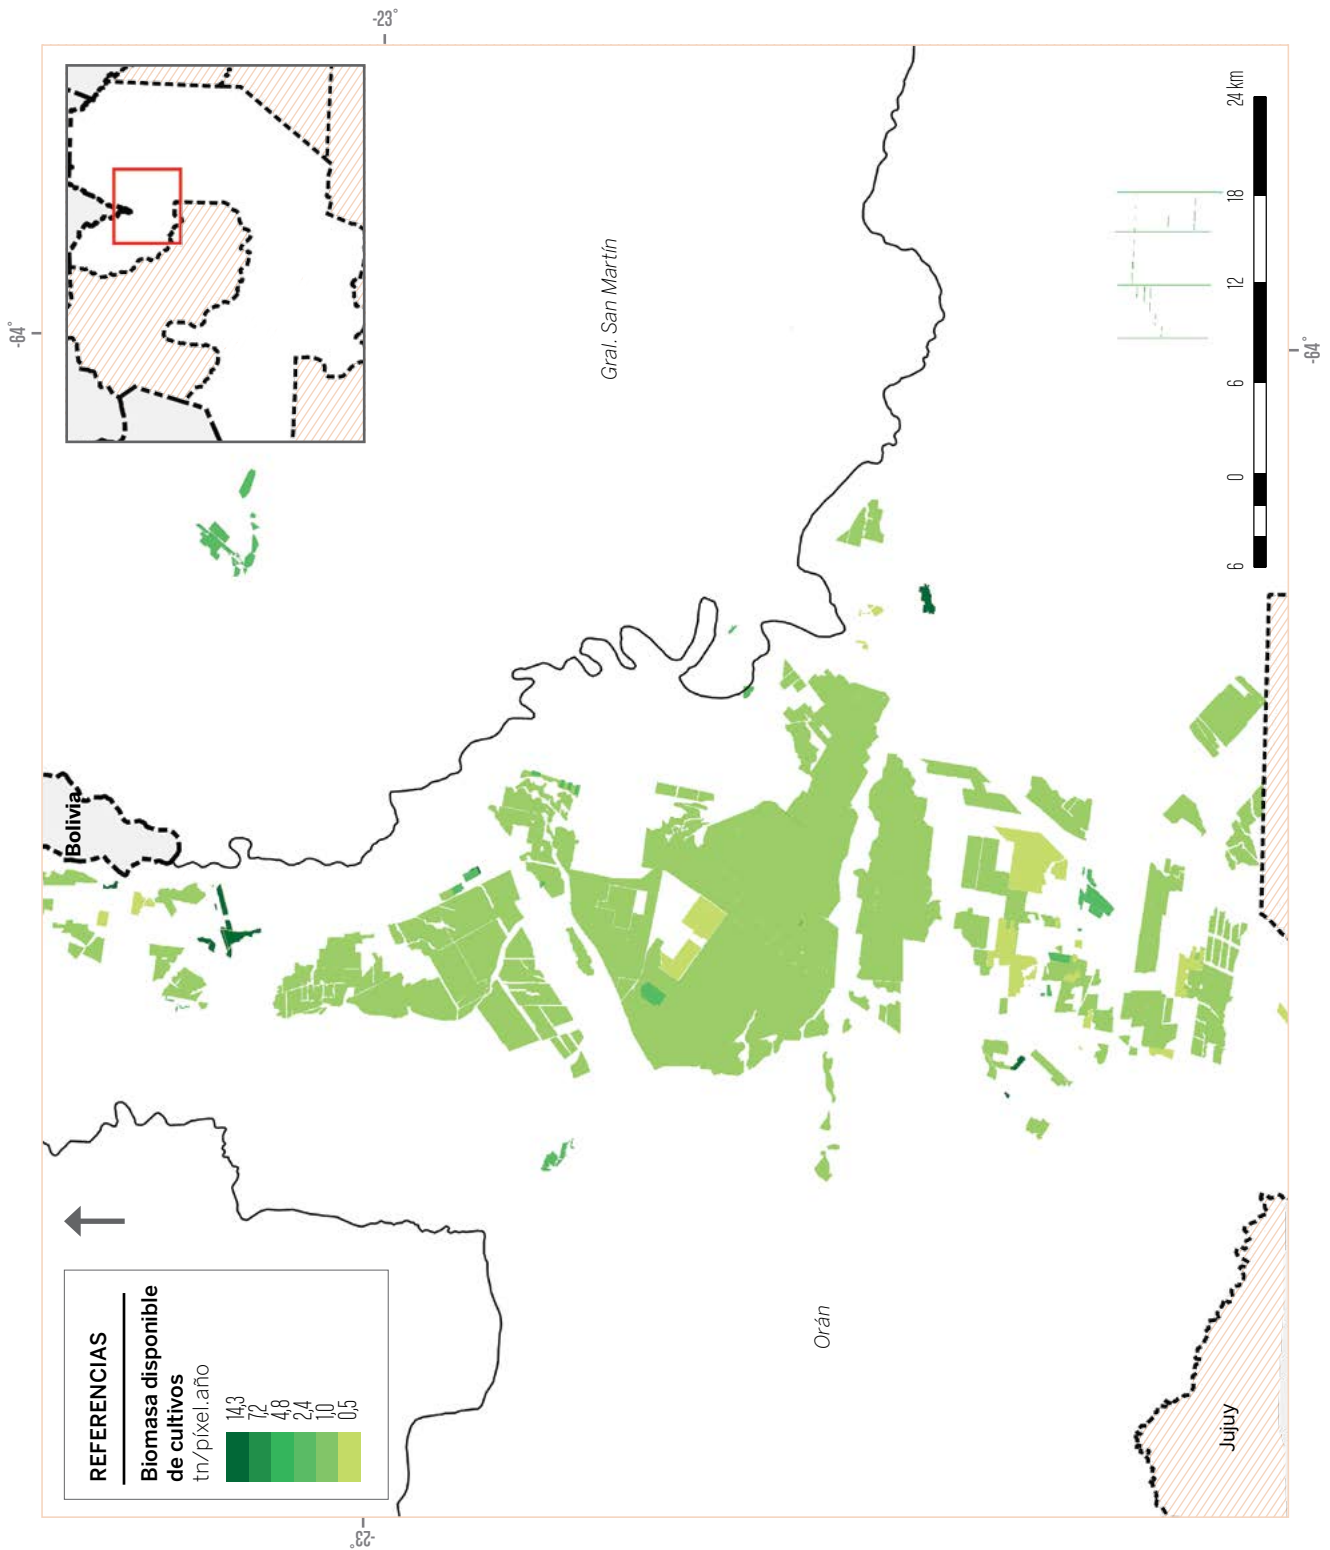 REFERENCIAS
Biomasa disponible
de cultivos
tn/píxel.año
14,3
7,2
4,8
2,4
1,0
0,5
-23°
-64°
Bolivia
Gral. San Martín
Orán
Jujuy
6 0 6 12 18 24 km
-64°
-23°